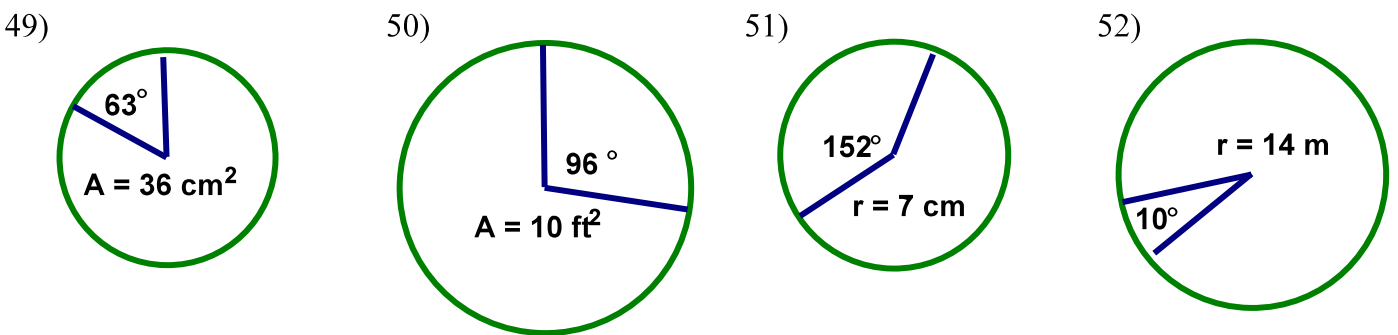 49)
63°
A = 36 cm²
50)
96 °
A = 10 ft²
51)
152°
r = 7 cm
52)
r = 14 m
10°